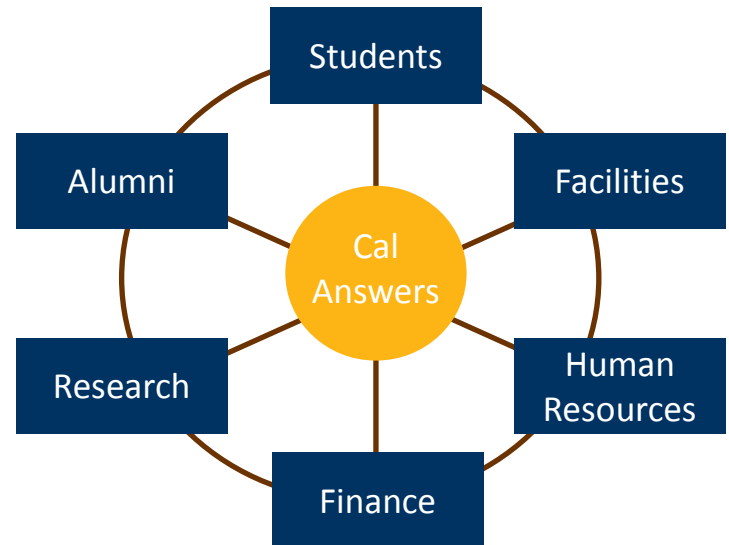 Students
Alumni
Facilities
Cal
Answers
Research
Human
Resources
Finance